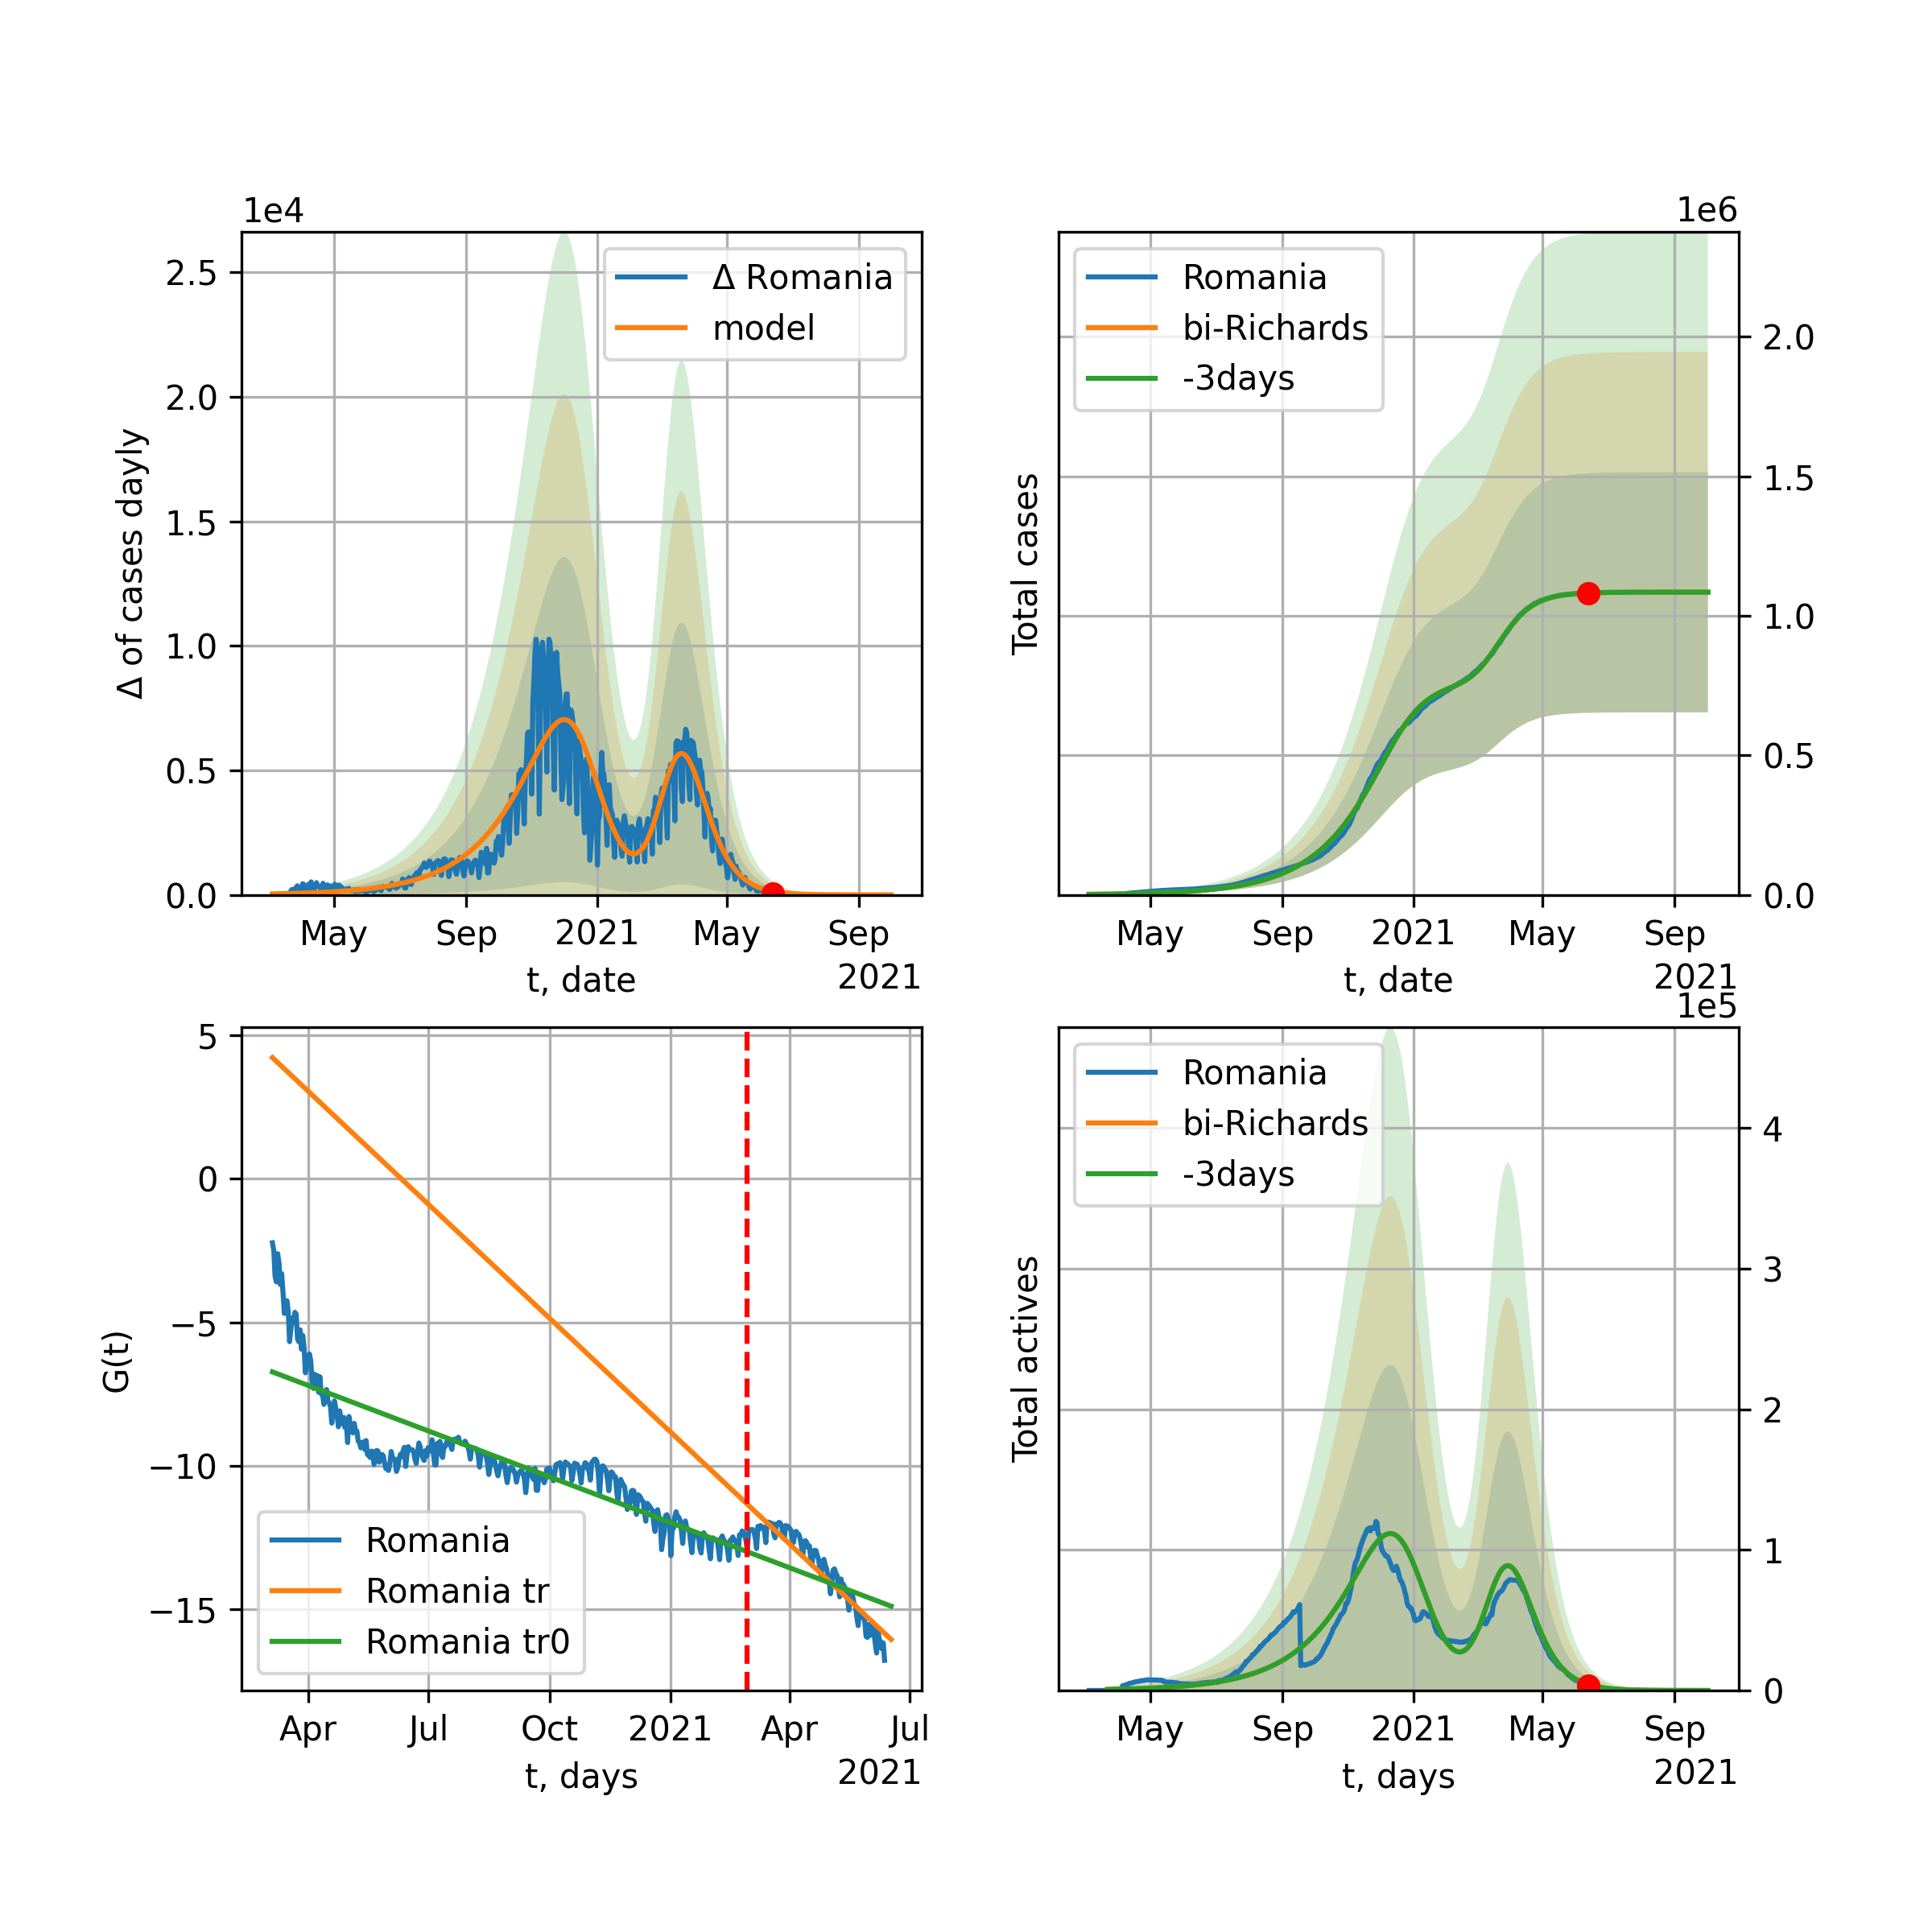 1e4
2.5
2.0
1.5
1.0
0.5
0.0
Δ of cases dayly
Δ Romania
model
May Sep 2021 May Sep
t, date
2021
1e6
Romania
bi-Richards
-3days
Total cases
2.0
1.5
1.0
0.5
0.0
May Sep 2021 May Sep
t, date
2021
5
0
−5
−10
−15
G(t)
Romania
Romania tr
Romania tr0
Apr Jul Oct 2021 Apr Jul
t, days
2021
1e5
Romania
bi-Richards
-3days
Total actives
4
3
2
1
0
May Sep 2021 May Sep
t, days
2021